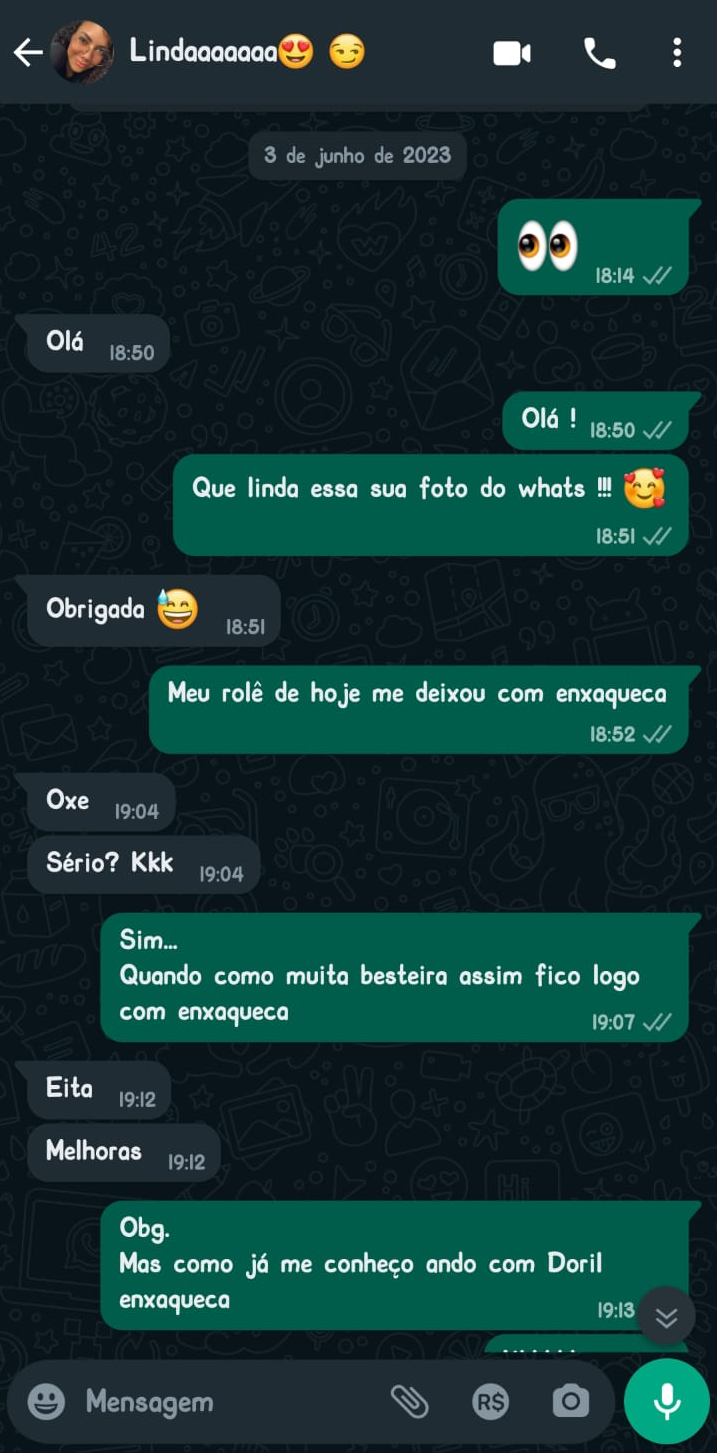 Lindaaaaaaa😍 😏
3 de junho de 2023
👀
18:14
Olá 18:50
Olá ! 18:50
Que linda essa sua foto do whats !!! 🥰
18:51
Obrigada 😅 18:51
Meu rolê de hoje me deixou com enxaqueca
18:52
Oxe 19:04
Sério? Kkk 19:04
Sim...
Quando como muita besteira assim fico logo
com enxaqueca 19:07
Eita 19:12
Melhoras 19:12
Obg.
Mas como já me conheço ando com Doril
enxaqueca 19:13
Mensagem R$